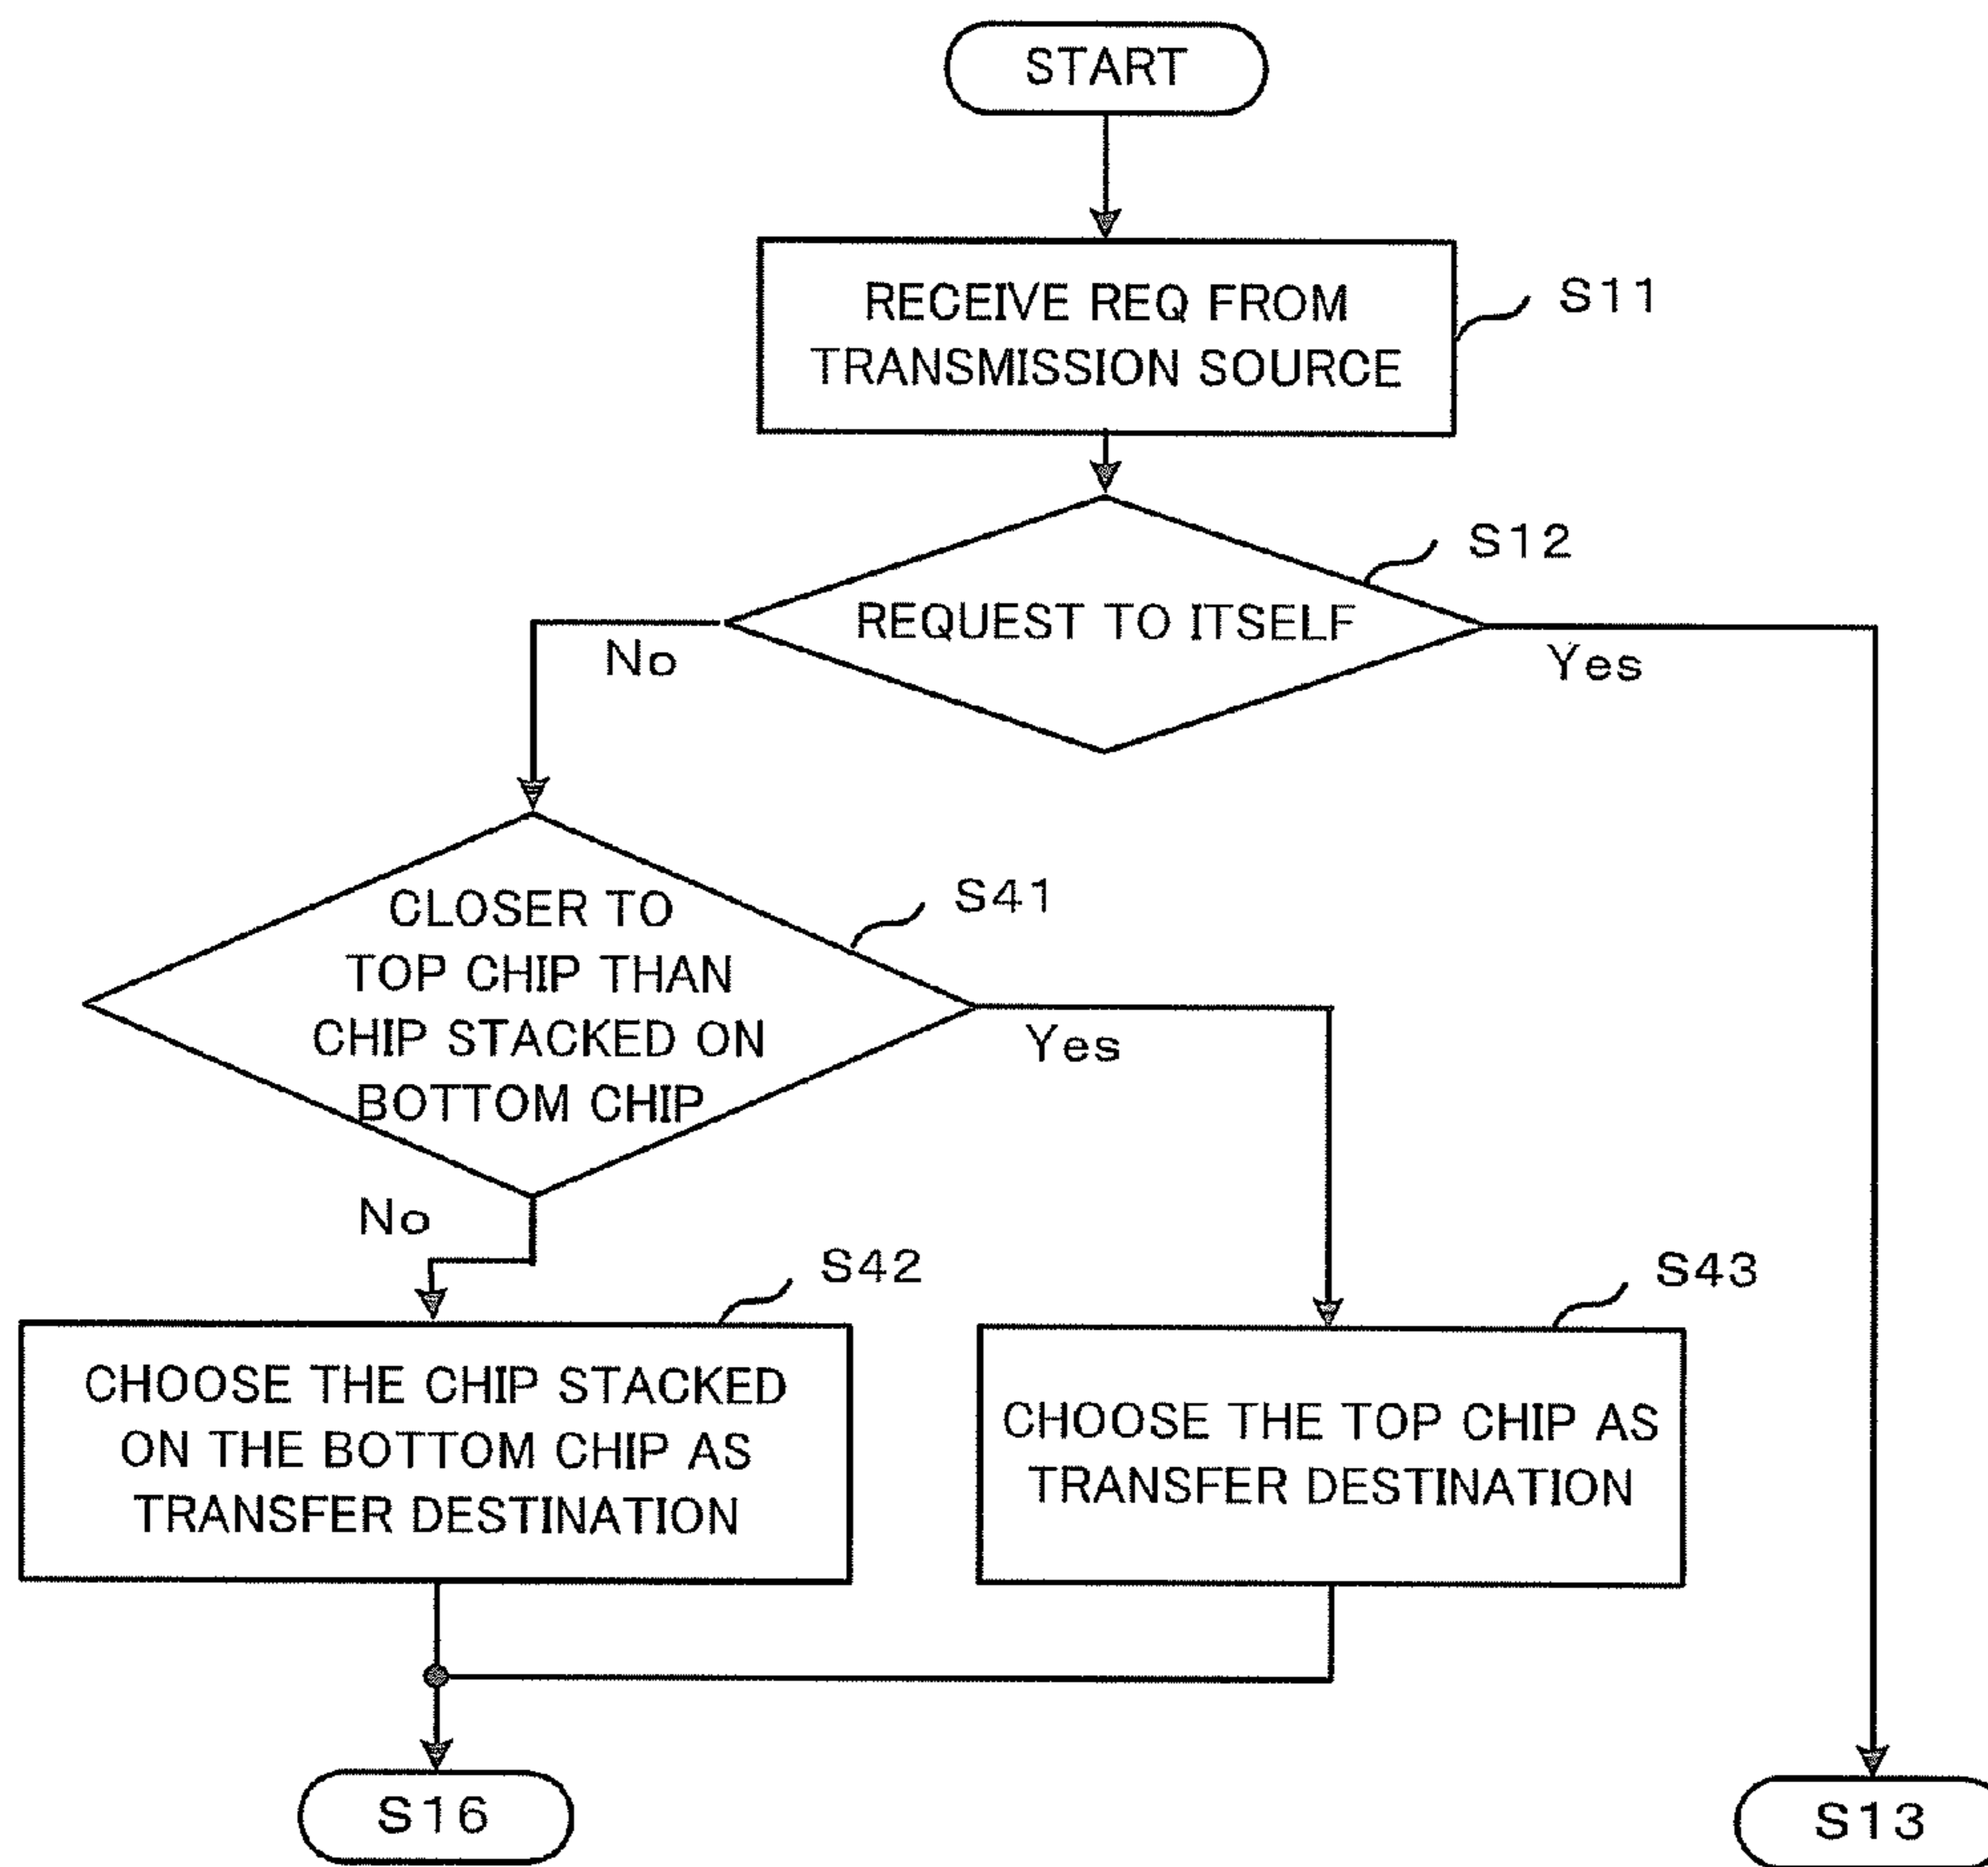 START
RECEIVE REQ FROM
TRANSMISSION SOURCE
S11
REQUEST TO ITSELF
S12
No
Yes
CLOSER TO
TOP CHIP THAN
CHIP STACKED ON
BOTTOM CHIP
S41
Yes
No
CHOOSE THE CHIP STACKED
ON THE BOTTOM CHIP AS
TRANSFER DESTINATION
S42
CHOOSE THE TOP CHIP AS
TRANSFER DESTINATION
S43
S16
S13